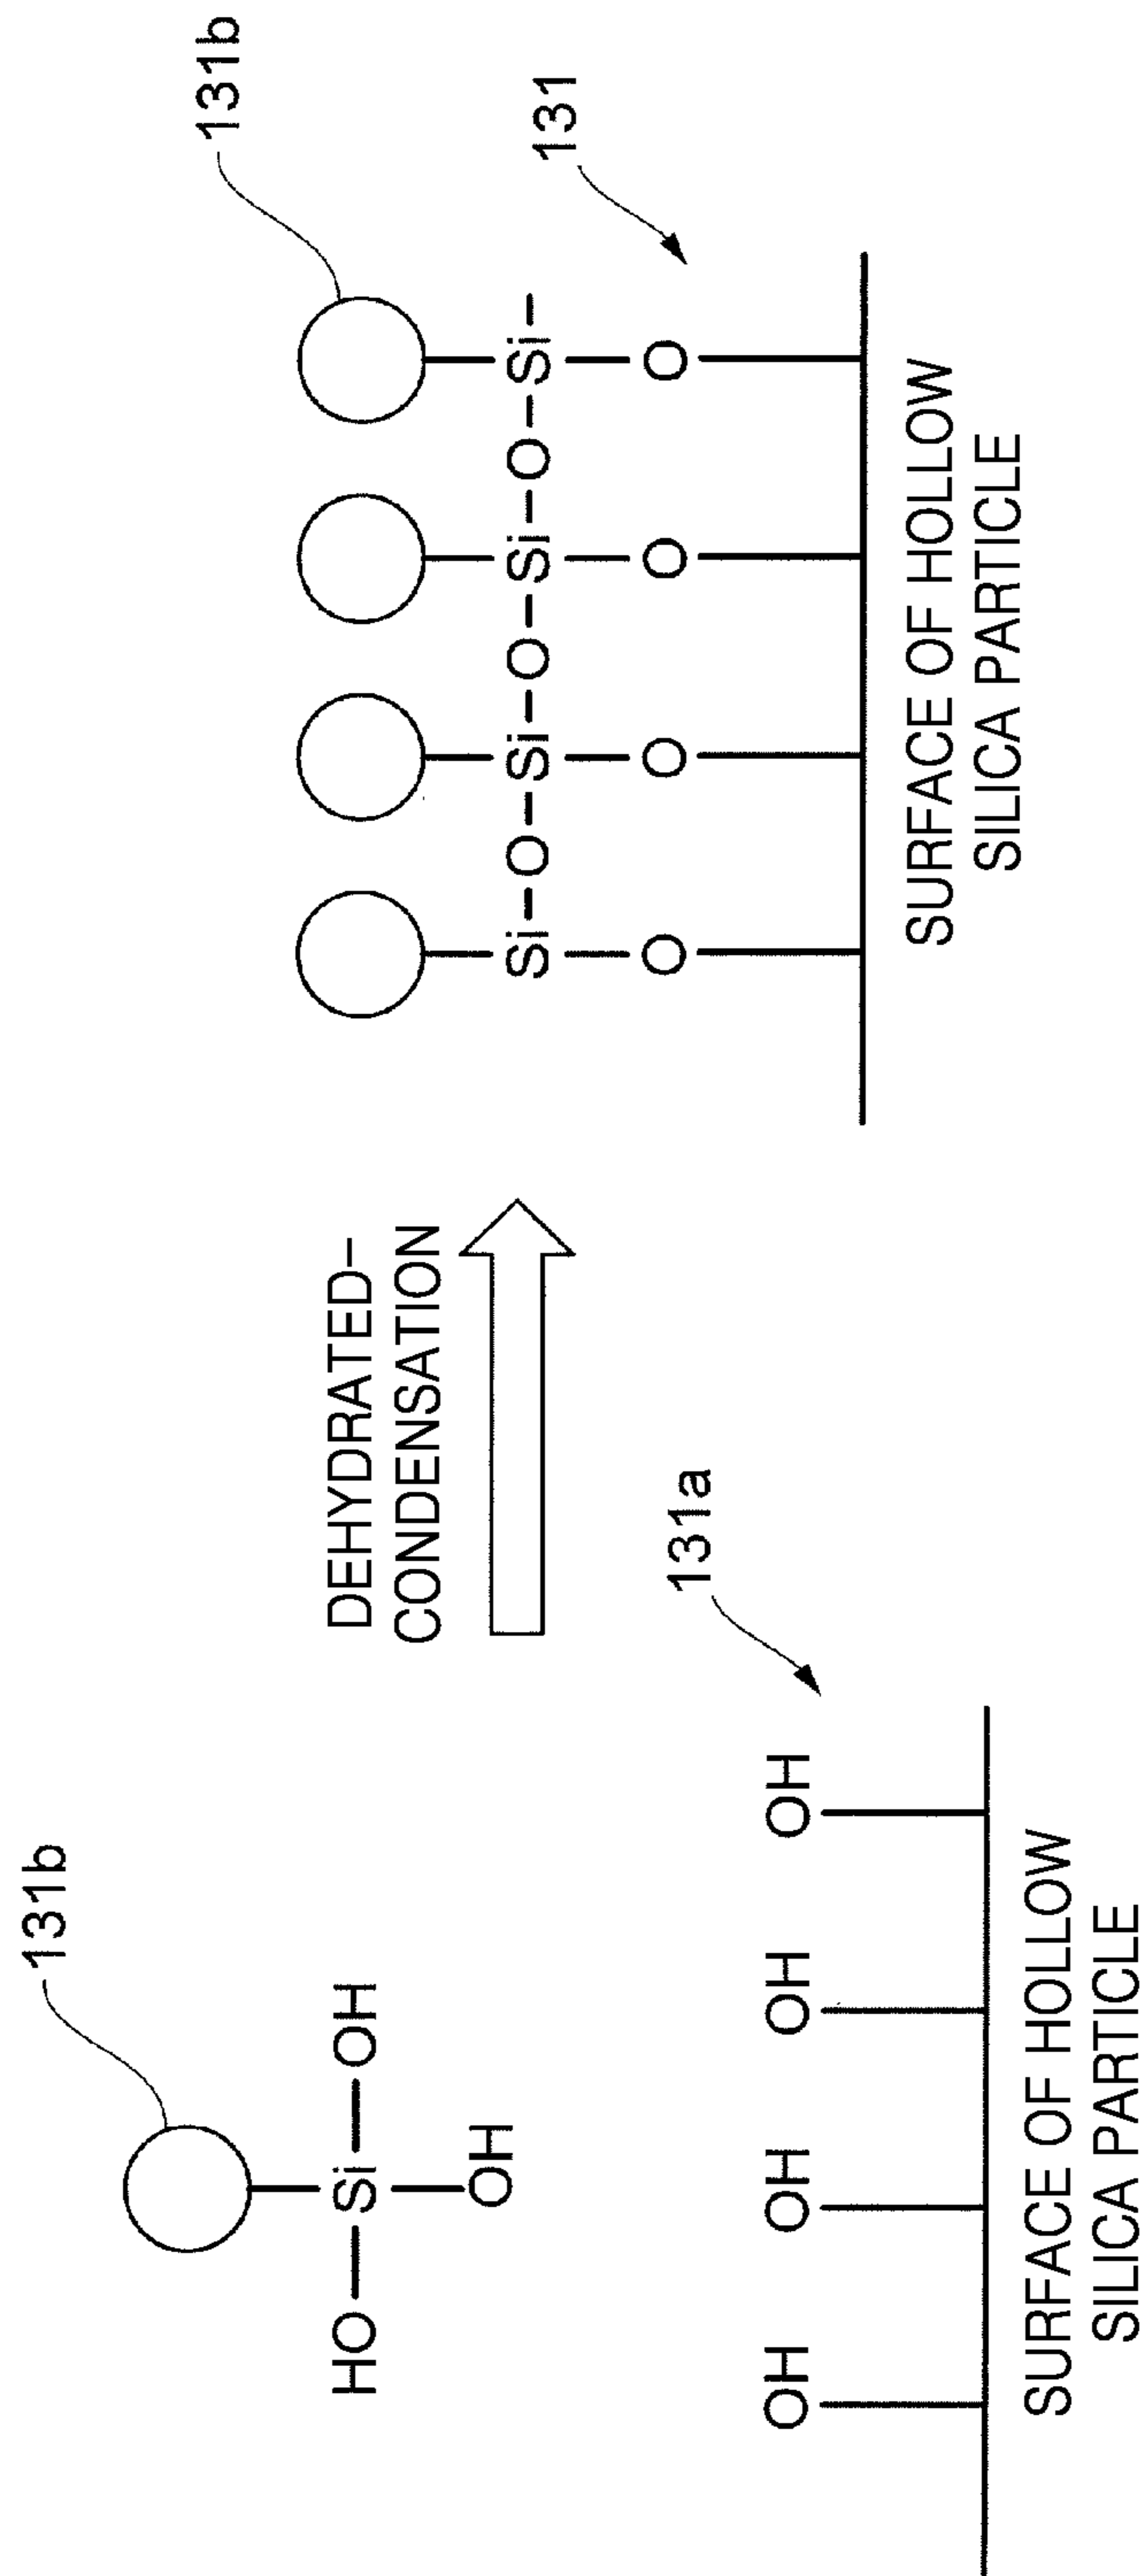 131b
HO-Si-OH
OH
OH OH OH OH
131a
SURFACE OF HOLLOW
SILICA PARTICLE
DEHYDRATED-
CONDENSATION
131b
131
Si-O-Si-O-Si-O-Si-
O O O O
SURFACE OF HOLLOW
SILICA PARTICLE